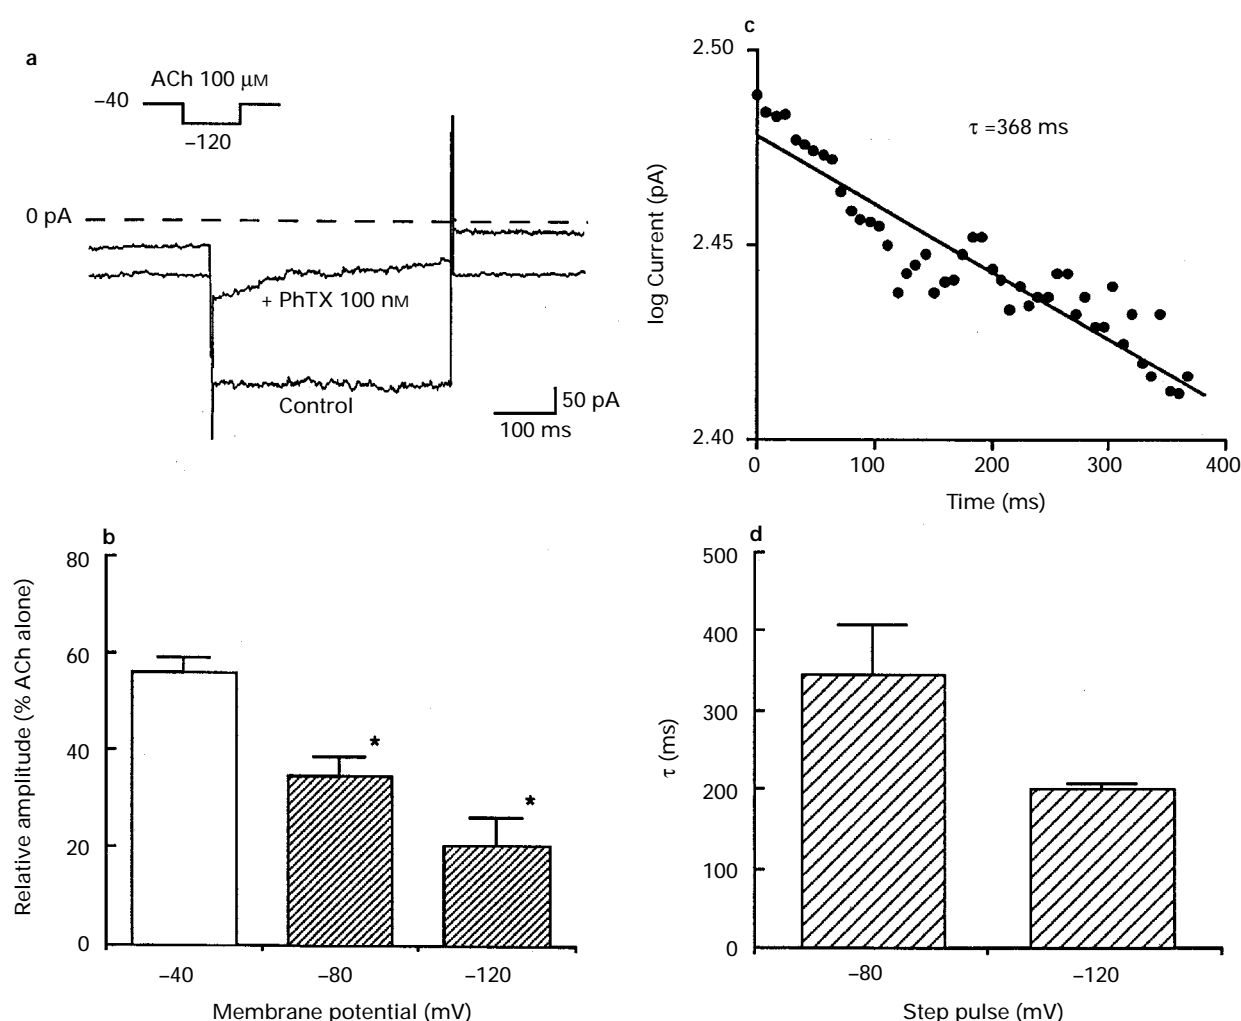 a
ACh 100 μM
−40
−120
0 pA
+ PhTX 100 nM
Control
50 pA
100 ms
c
2.50
2.45
2.40
log Current (pA)
τ =368 ms
0 100 200 300 400
Time (ms)
b
80
60
40
20
0
Relative amplitude (% ACh alone)
*
*
−40 −80 −120
Membrane potential (mV)
d
500
400
300
200
100
0
τ (ms)
−80 −120
Step pulse (mV)